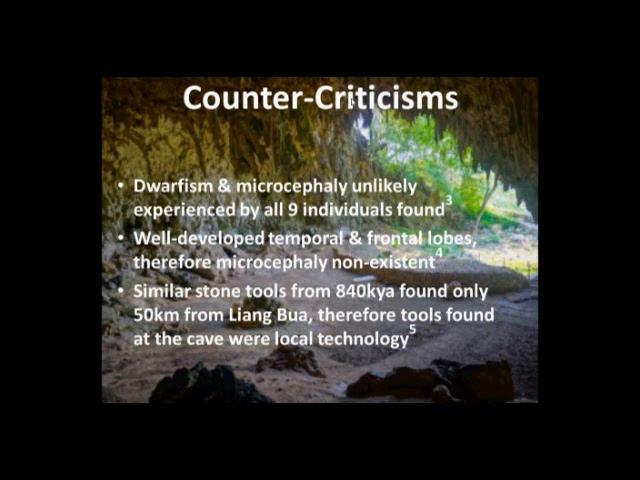 Counter-Criticisms
• Dwarfism & microcephaly unlikely
experienced by all 9 individuals found3
• Well-developed temporal & frontal lobes,
therefore microcephaly non-existent4
• Similar stone tools from 840kya found only
50km from Liang Bua, therefore tools found
at the cave were local technology5